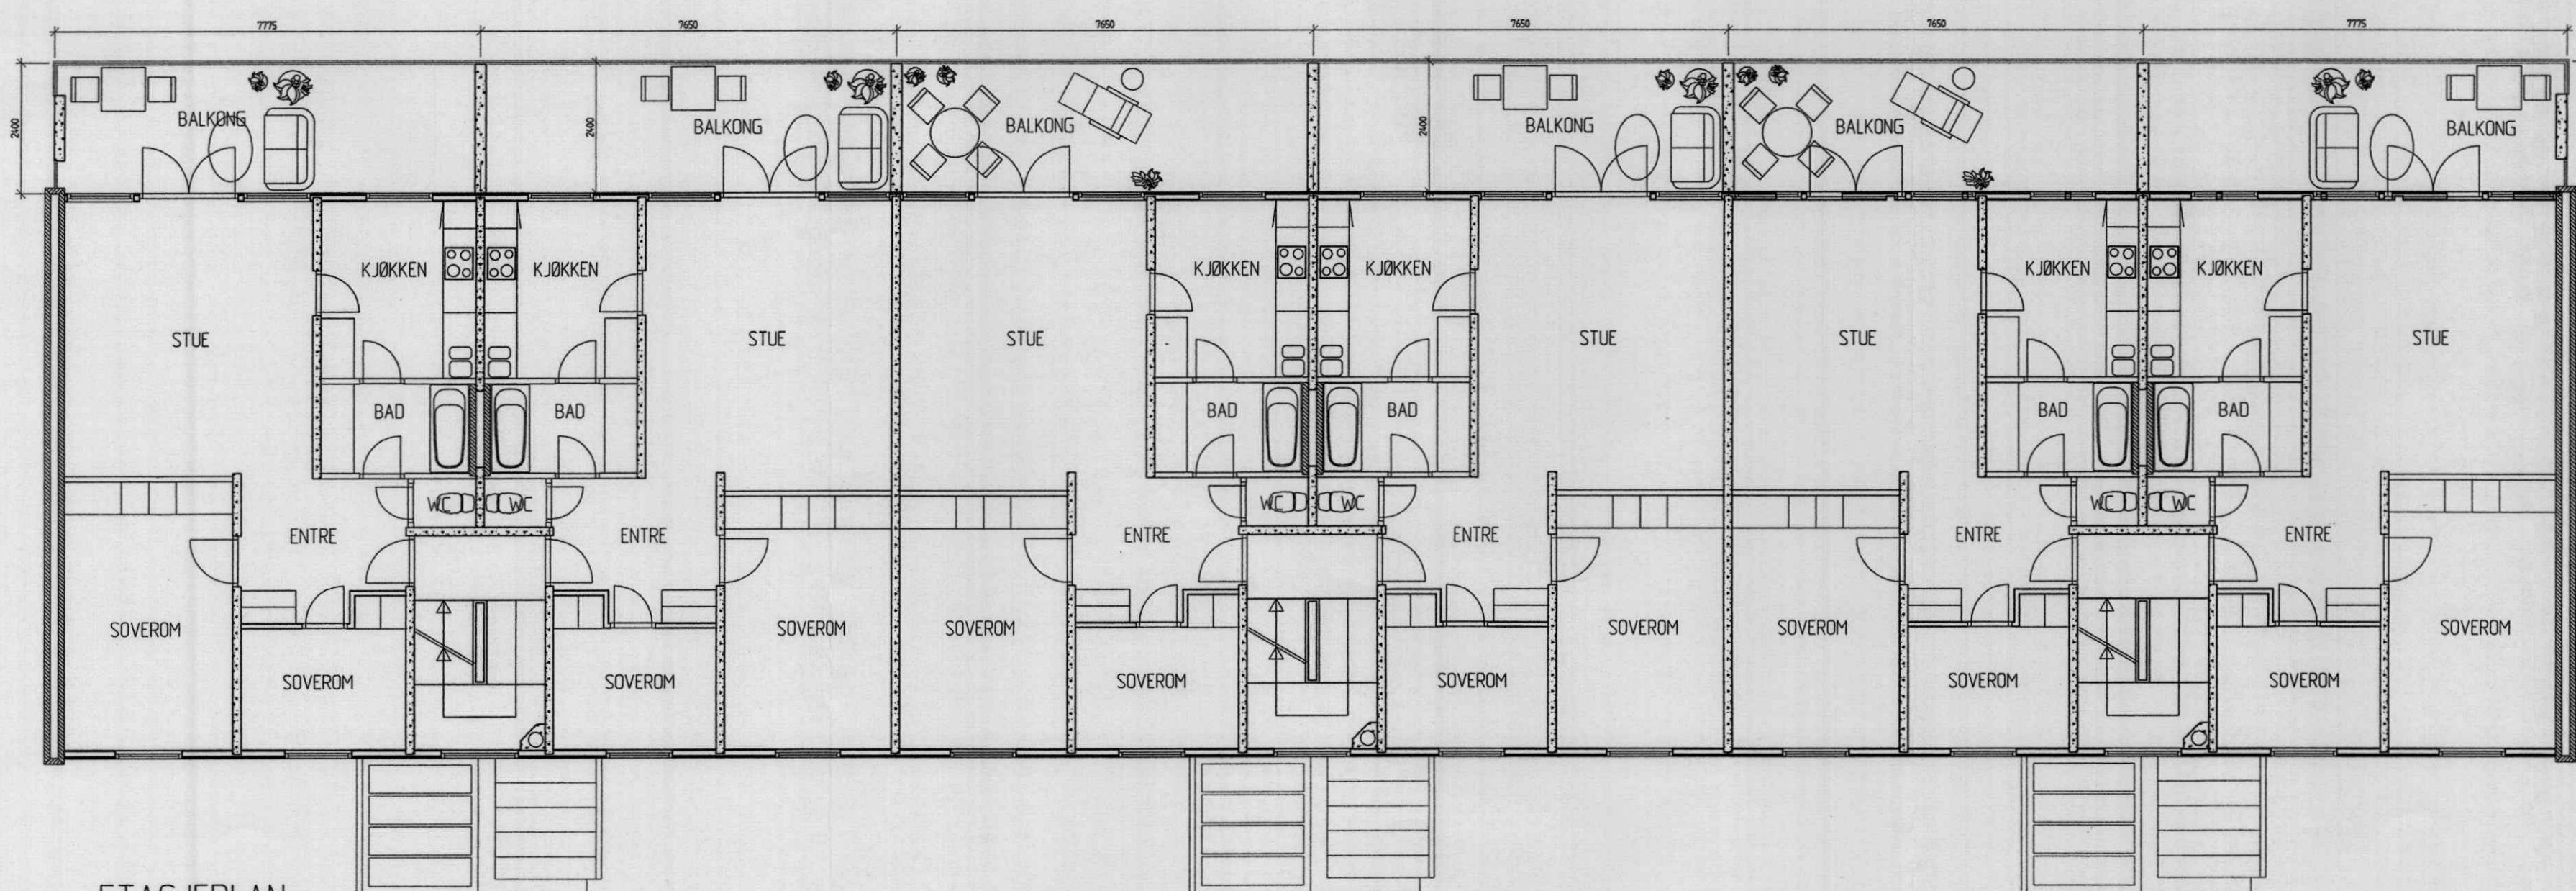 7775 7650 7650 7650 7650 7775
2400 2400 2400
BALKONG BALKONG BALKONG BALKONG BALKONG BALKONG
KJØKKEN KJØKKEN KJØKKEN KJØKKEN KJØKKEN KJØKKEN
STUE STUE STUE STUE STUE STUE
BAD BAD BAD BAD BAD BAD
WC WC WC WC WC WC
ENTRE ENTRE ENTRE ENTRE ENTRE ENTRE
SOVEROM SOVEROM SOVEROM SOVEROM SOVEROM SOVEROM
SOVEROM SOVEROM SOVEROM SOVEROM SOVEROM SOVEROM
ETASJEPLAN